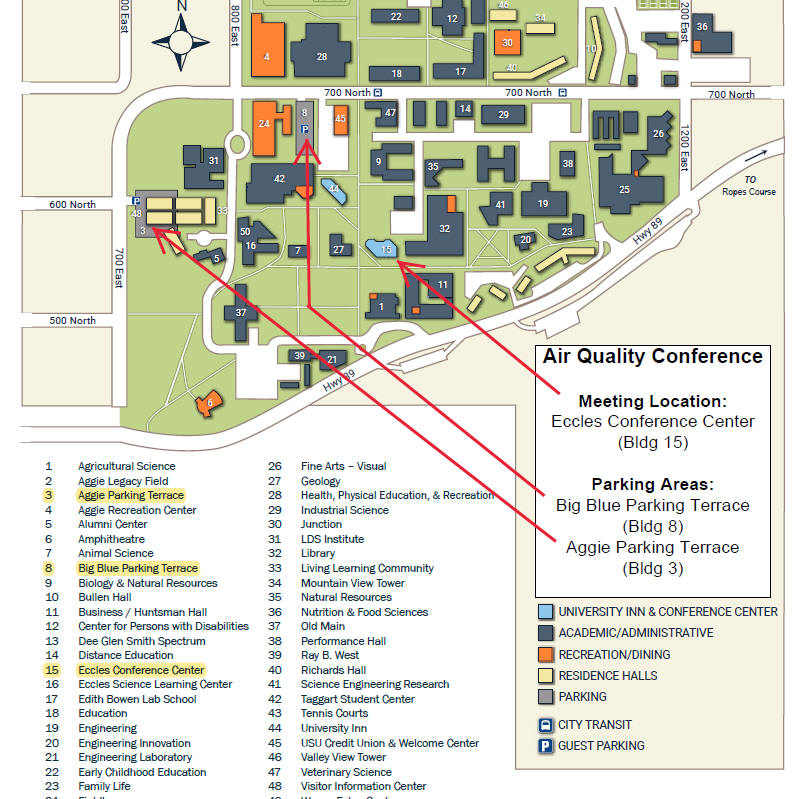 N
800 East
200 East
22
12
46
34
36
4
28
30
10
18
17
40
700 North
700 North
700 North
24
8
P
45
47
14
29
26
1200 East
31
9
35
38
42
44
41
19
25
TO
Ropes Course
600 North
P
48
3
33
50
16
7
27
15
32
20
23
Hwy 89
5
700 East
11
1
37
500 North
39
21
Hwy 89
6
Air Quality Conference
Meeting Location:
Eccles Conference Center
(Bldg 15)
Parking Areas:
Big Blue Parking Terrace
(Bldg 8)
Aggie Parking Terrace
(Bldg 3)
1 Agricultural Science
2 Aggie Legacy Field
3 Aggie Parking Terrace
4 Aggie Recreation Center
5 Alumni Center
6 Amphitheatre
7 Animal Science
8 Big Blue Parking Terrace
9 Biology & Natural Resources
10 Bullen Hall
11 Business / Huntsman Hall
12 Center for Persons with Disabilities
13 Dee Glen Smith Spectrum
14 Distance Education
15 Eccles Conference Center
16 Eccles Science Learning Center
17 Edith Bowen Lab School
18 Education
19 Engineering
20 Engineering Innovation
21 Engineering Laboratory
22 Early Childhood Education
23 Family Life
26 Fine Arts – Visual
27 Geology
28 Health, Physical Education, & Recreation
29 Industrial Science
30 Junction
31 LDS Institute
32 Library
33 Living Learning Community
34 Mountain View Tower
35 Natural Resources
36 Nutrition & Food Sciences
37 Old Main
38 Performance Hall
39 Ray B. West
40 Richards Hall
41 Science Engineering Research
42 Taggart Student Center
43 Tennis Courts
44 University Inn
45 USU Credit Union & Welcome Center
46 Valley View Tower
47 Veterinary Science
48 Visitor Information Center
UNIVERSITY INN & CONFERENCE CENTER
ACADEMIC/ADMINISTRATIVE
RECREATION/DINING
RESIDENCE HALLS
PARKING
CITY TRANSIT
P GUEST PARKING